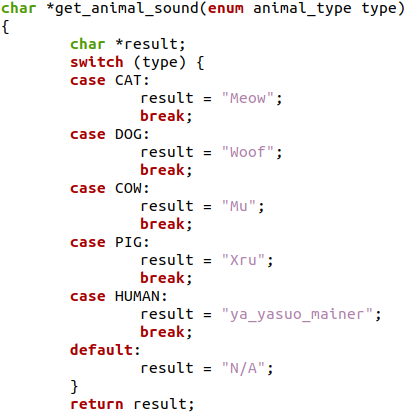 char *get_animal_sound(enum animal_type type)
{
        char *result;
        switch (type) {
        case CAT:
                result = "Meow";
                break;
        case DOG:
                result = "Woof";
                break;
        case COW:
                result = "Mu";
                break;
        case PIG:
                result = "Xru";
                break;
        case HUMAN:
                result = "ya_yasuo_mainer";
                break;
        default:
                result = "N/A";
        }
        return result;